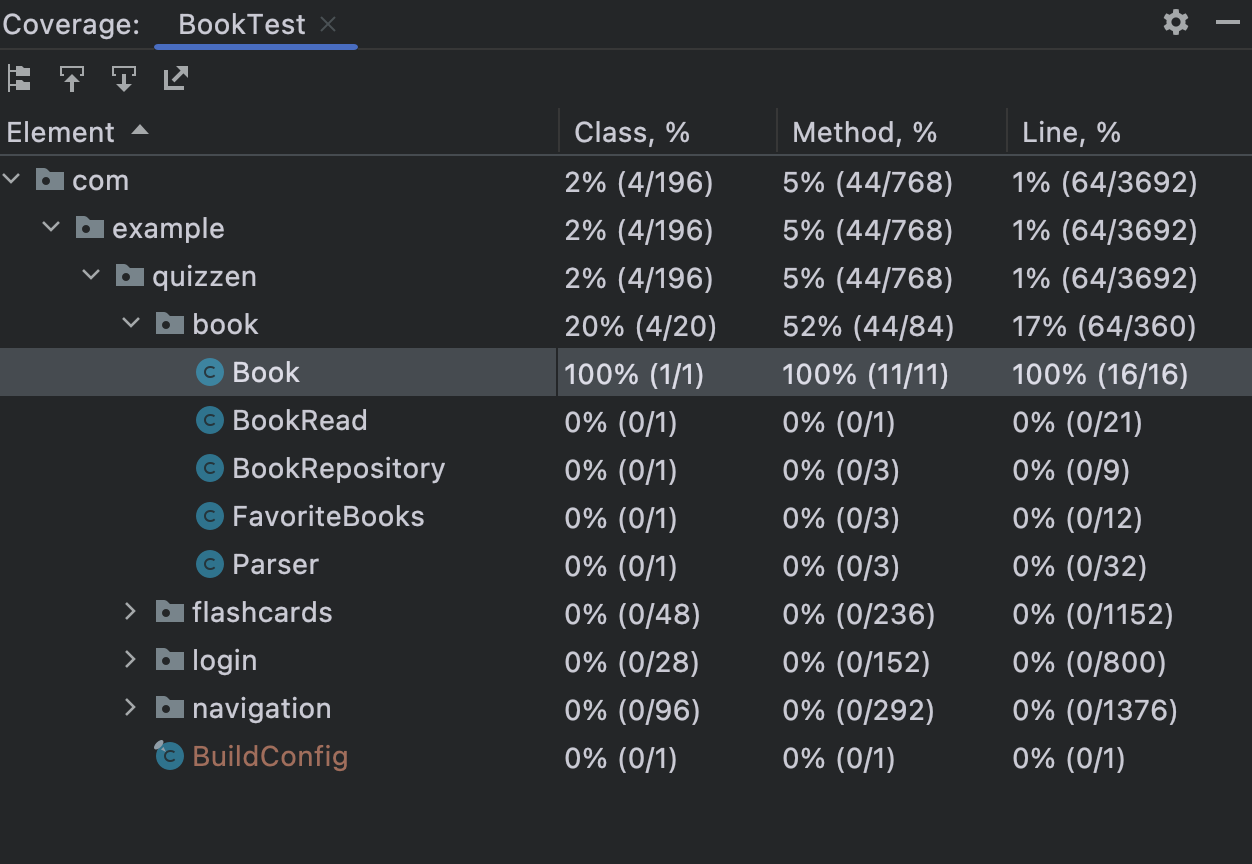 Coverage: BookTest
Element Class, % Method, % Line, %
com 2% (4/196) 5% (44/768) 1% (64/3692)
example 2% (4/196) 5% (44/768) 1% (64/3692)
quizzen 2% (4/196) 5% (44/768) 1% (64/3692)
book 20% (4/20) 52% (44/84) 17% (64/360)
C Book 100% (1/1) 100% (11/11) 100% (16/16)
C BookRead 0% (0/1) 0% (0/1) 0% (0/21)
C BookRepository 0% (0/1) 0% (0/3) 0% (0/9)
C FavoriteBooks 0% (0/1) 0% (0/3) 0% (0/12)
C Parser 0% (0/1) 0% (0/3) 0% (0/32)
flashcards 0% (0/48) 0% (0/236) 0% (0/1152)
login 0% (0/28) 0% (0/152) 0% (0/800)
navigation 0% (0/96) 0% (0/292) 0% (0/1376)
C BuildConfig 0% (0/1) 0% (0/1) 0% (0/1)